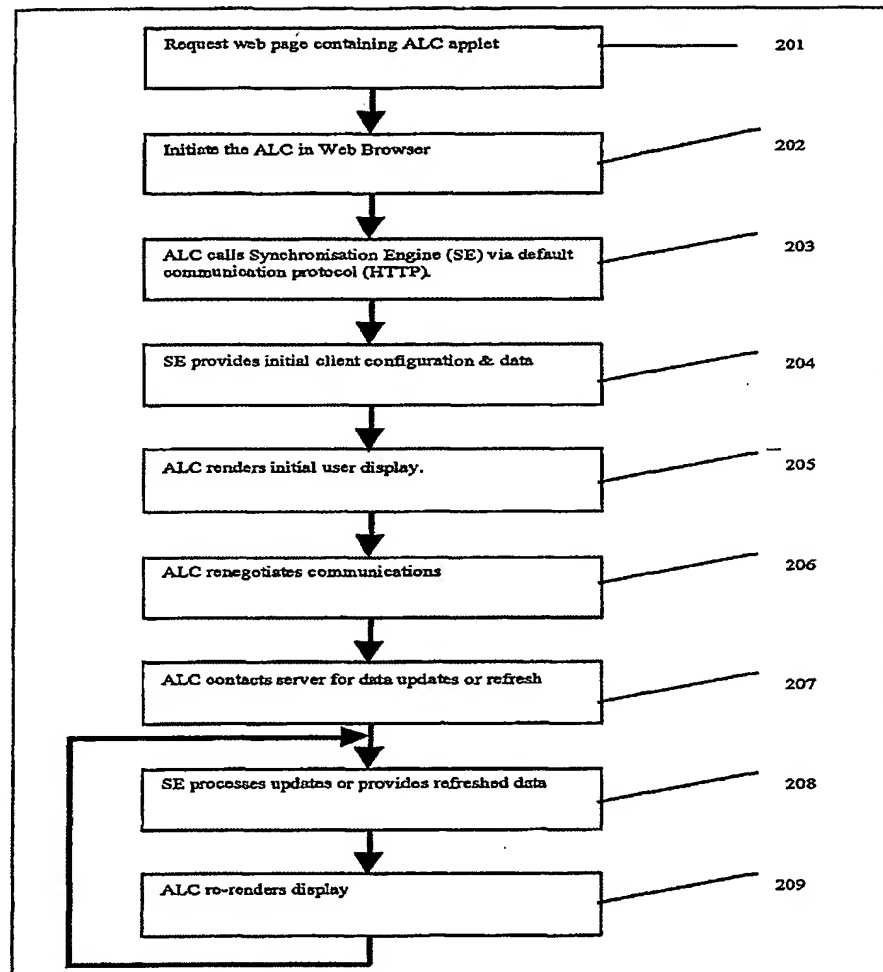 Request web page containing ALC applet
201
Initiate the ALC in Web Browser
202
ALC calls Synchronisation Engine (SE) via default
communication protocol (HTTP).
203
SE provides initial client configuration & data
204
ALC renders initial user display.
205
ALC renegotiates communications
206
ALC contacts server for data updates or refresh
207
SE processes updates or provides refreshed data
208
ALC re-renders display
209